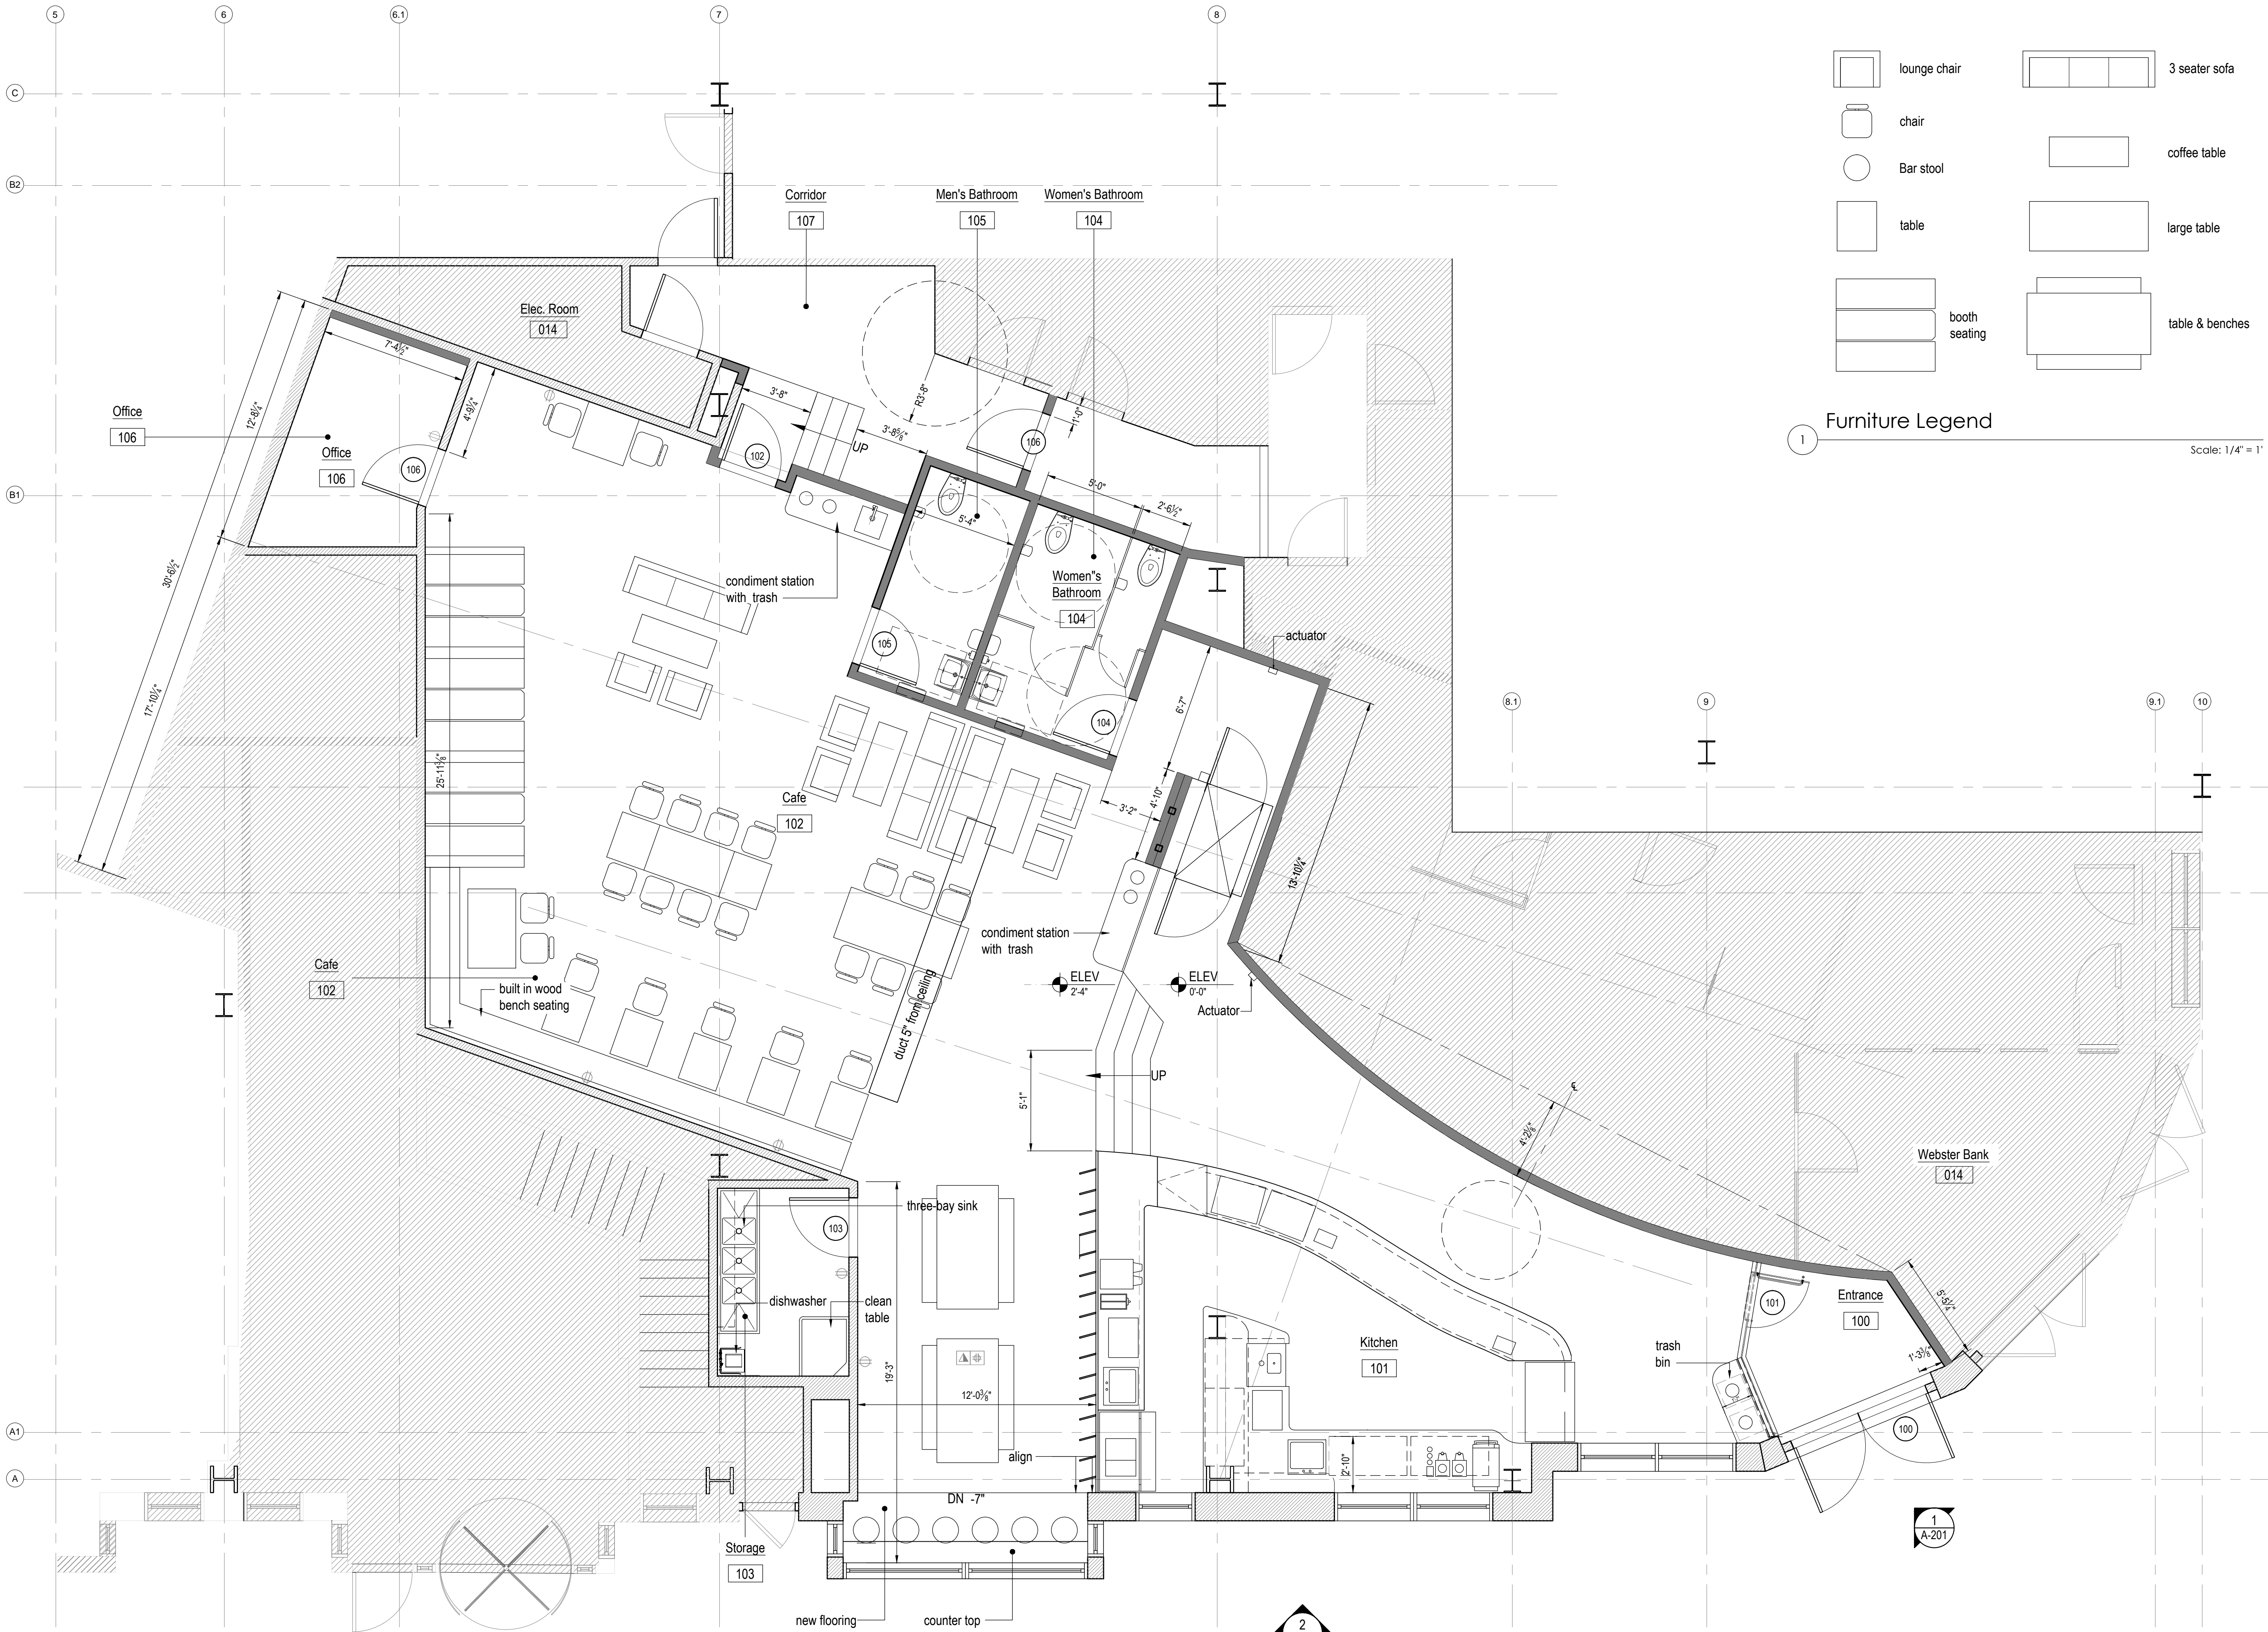 5
6
6.1
7
8
C
B2
B1
A1
A
8.1
9
9.1
10
lounge chair
3 seater sofa
chair
coffee table
Bar stool
table
large table
booth
seating
table & benches
1
Furniture Legend
Scale: 1/4" = 1'
Corridor
107
Men's Bathroom
105
Women's Bathroom
104
Elec. Room
014
7'-4½"
12'-8¼"
4'-9¼"
30'-6½"
17'-10¼"
Office
106
Office
106
106
3'-8"
UP
102
3'-8⅝"
R3'-8"
1'-0"
106
5'-0"
2'-6½"
5'-4"
condiment station
with trash
Women"s
Bathroom
104
105
104
actuator
6'-7"
4'-10"
3'-2"
13'-10¾"
25'-11⅜"
Cafe
102
condiment station
with trash
ELEV
2'-4"
ELEV
0'-0"
Actuator
Cafe
102
built in wood
bench seating
duct 5" from ceiling
UP
5'-1"
℄
4'-2⅛"
Webster Bank
014
three-bay sink
103
dishwasher
clean
table
19'-3"
12'-0⅜"
align
DN -7"
Kitchen
101
2'-10"
trash
bin
101
Entrance
100
5'-5¼"
1'-3⅜"
100
Storage
103
new flooring
counter top
1
A-201
2